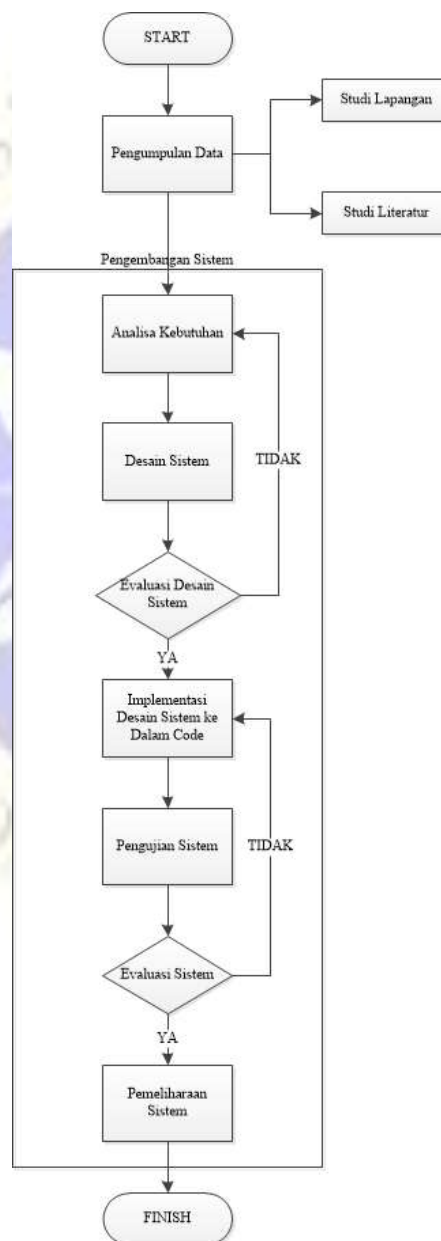 START
Pengumpulan Data
Studi Lapangan
Studi Literatur
Pengembangan Sistem
Analisa Kebutuhan
Desain Sistem
TIDAK
Evaluasi Desain
Sistem
YA
Implementasi
Desain Sistem ke
Dalam Code
Pengujian Sistem
TIDAK
Evaluasi Sistem
YA
Pemeliharaan
Sistem
FINISH